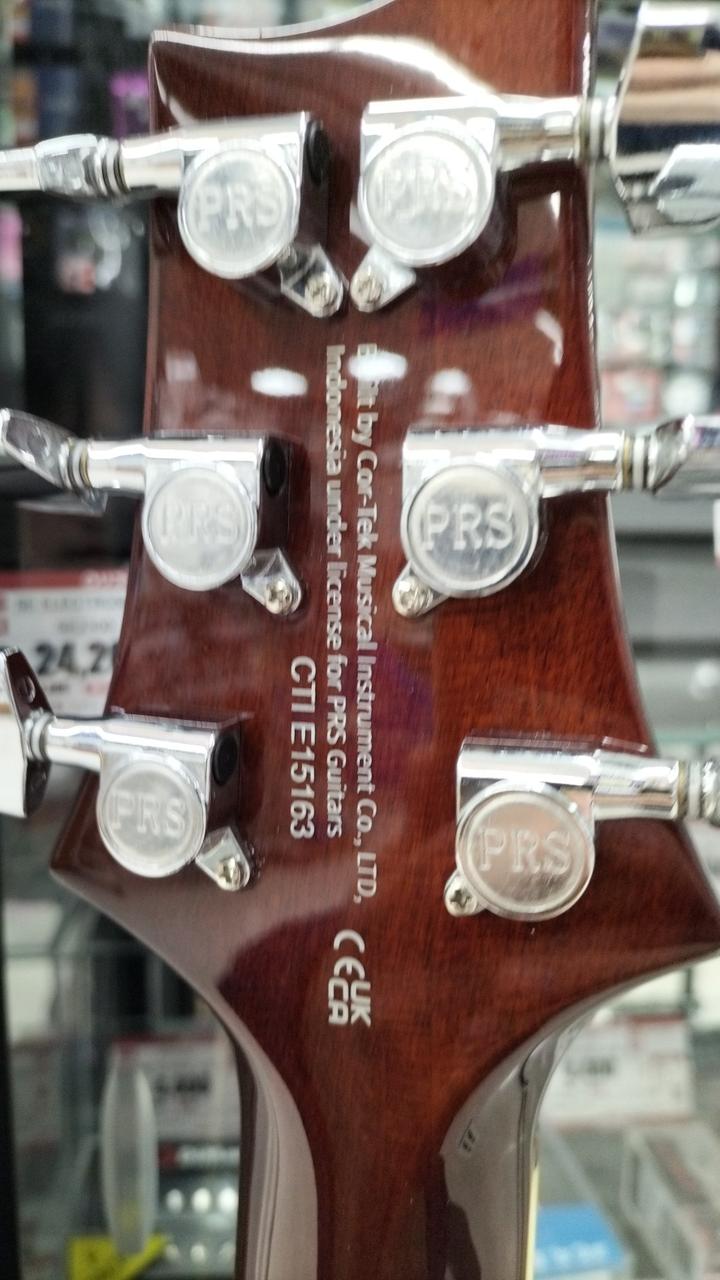 PRS
PRS
PRS
PRS
PRS
PRS
Built by Cor-Tek Musical Instrument Co., LTD,
Indonesia under license for PRS Guitars
CTI E15163
CE UK
CA